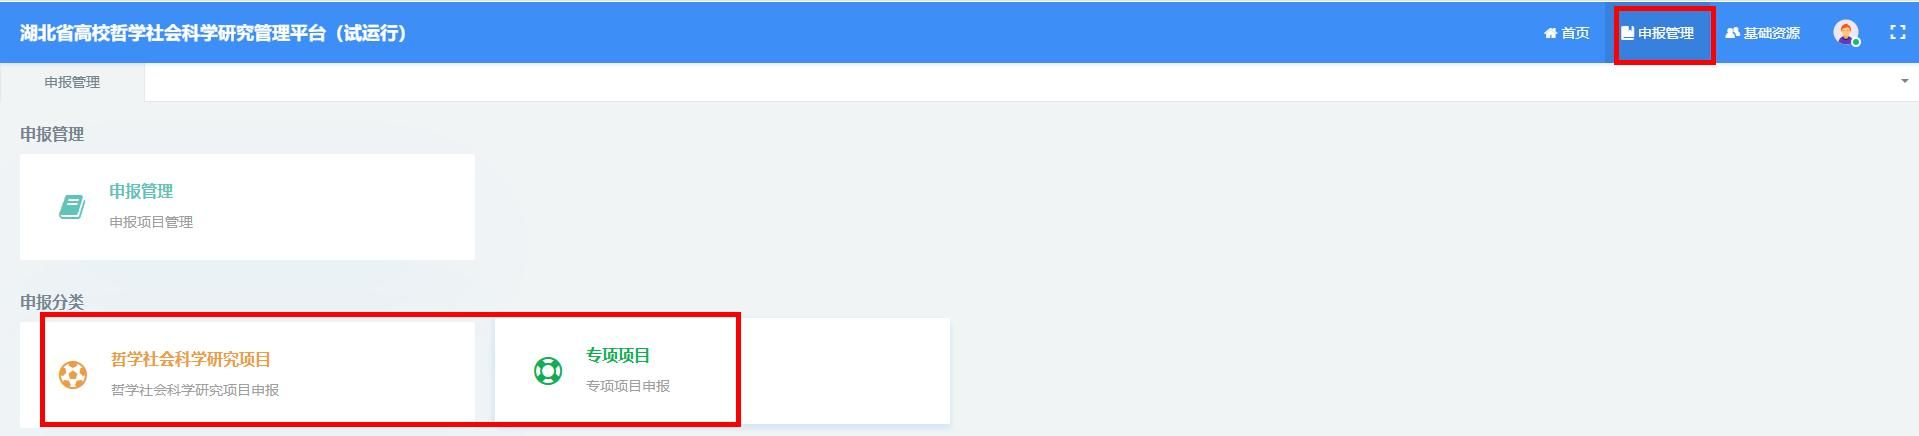 湖北省高校哲学社会科学研究管理平台（试运行）
首页 申报管理 基础资源
申报管理
申报管理
申报管理
申报项目管理
申报分类
哲学社会科学研究项目
哲学社会科学研究项目申报
专项项目
专项项目申报